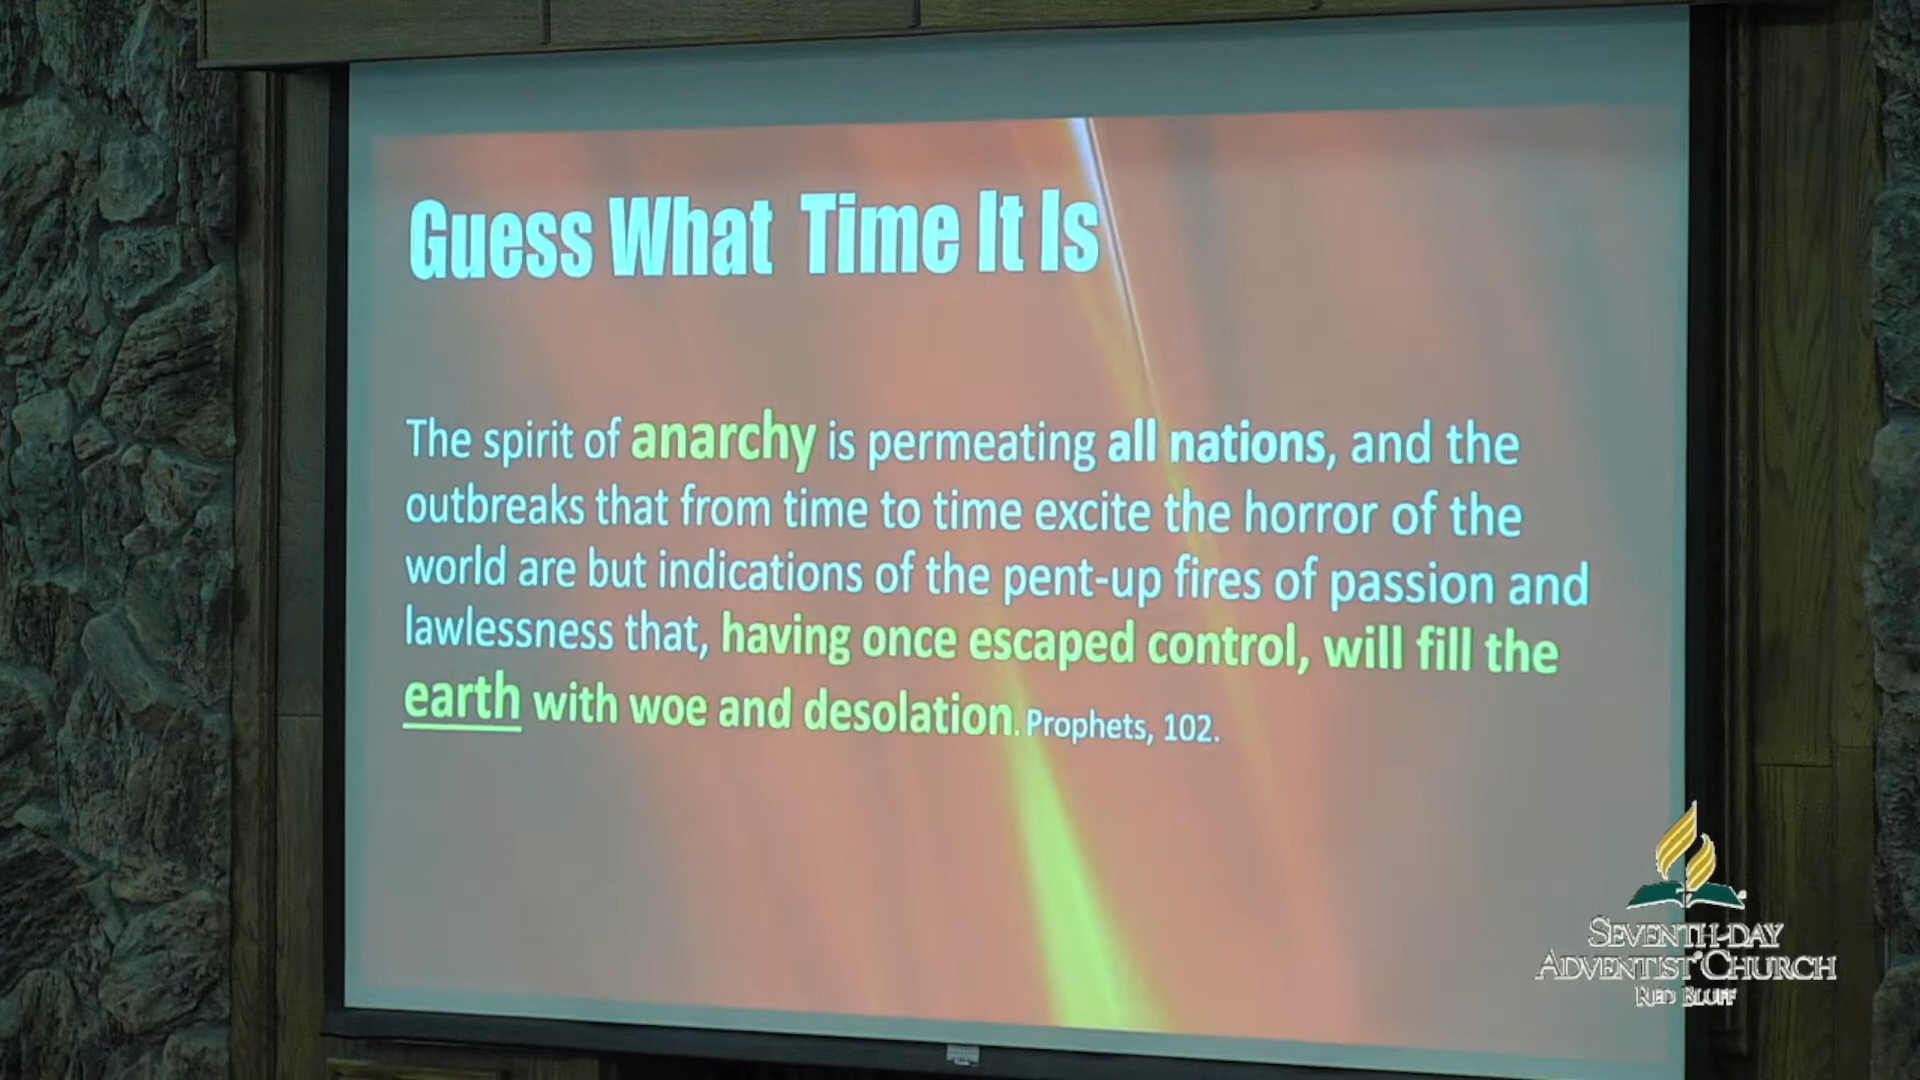 Guess What Time It Is
The spirit of anarchy is permeating all nations, and the
outbreaks that from time to time excite the horror of the
world are but indications of the pent-up fires of passion and
lawlessness that, having once escaped control, will fill the
earth with woe and desolation. Prophets, 102.
SEVENTH-DAY
ADVENTIST® CHURCH
RED BLUFF